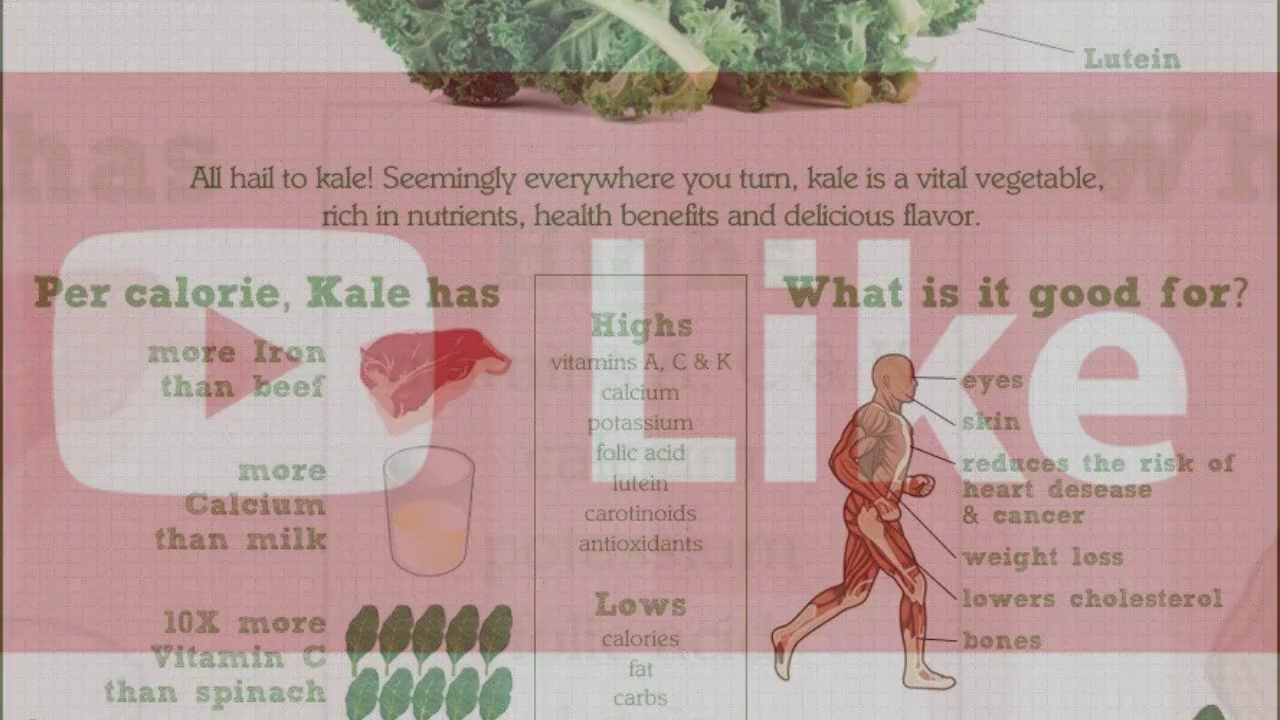 Lutein
All hail to kale! Seemingly everywhere you turn, kale is a vital vegetable,
rich in nutrients, health benefits and delicious flavor.
Per calorie, Kale has
more Iron
than beef
more
Calcium
than milk
10X more
Vitamin C
than spinach
Highs
vitamins A, C & K
calcium
potassium
folic acid
lutein
carotinoids
antioxidants
Lows
calories
fat
carbs
What is it good for?
eyes
skin
reduces the risk of
heart desease
& cancer
weight loss
lowers cholesterol
bones
Like
has